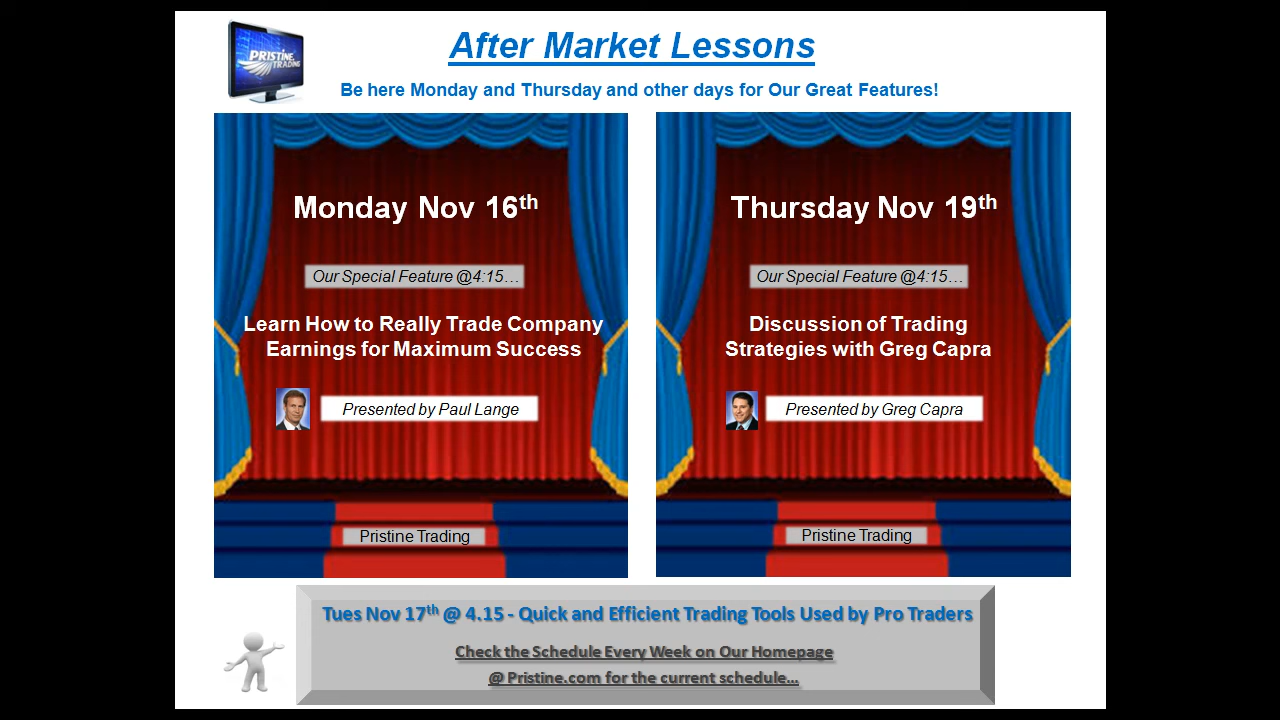 After Market Lessons
PRISTINE
TRADING
Be here Monday and Thursday and other days for Our Great Features!
Monday Nov 16th
Our Special Feature @4:15…
Learn How to Really Trade Company
Earnings for Maximum Success
Presented by Paul Lange
Pristine Trading
Thursday Nov 19th
Our Special Feature @4:15…
Discussion of Trading
Strategies with Greg Capra
Presented by Greg Capra
Pristine Trading
Tues Nov 17th @ 4.15 - Quick and Efficient Trading Tools Used by Pro Traders
Check the Schedule Every Week on Our Homepage
@ Pristine.com for the current schedule…